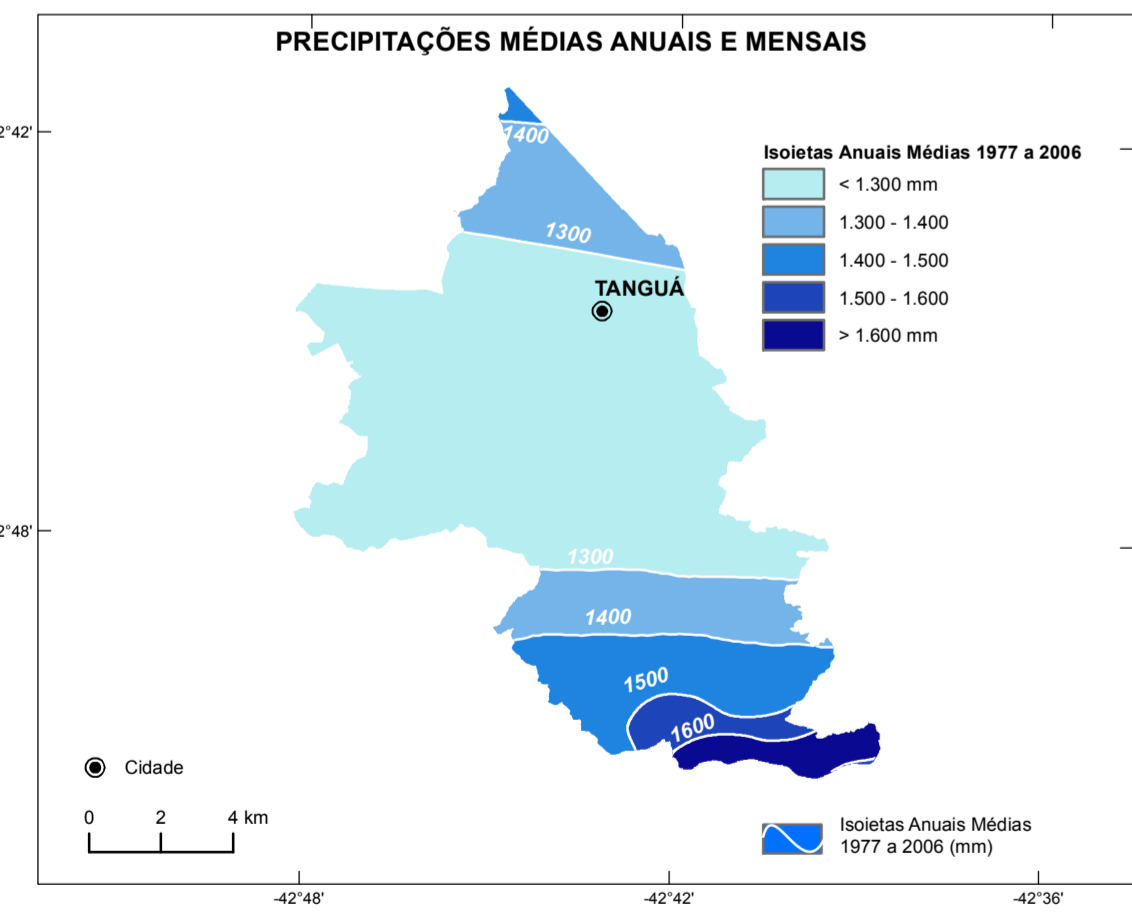 PRECIPITAÇÕES MÉDIAS ANUAIS E MENSAIS
2°42'
1400
Isoietas Anuais Médias 1977 a 2006
< 1.300 mm
1.300 - 1.400
1.400 - 1.500
1.500 - 1.600
> 1.600 mm
1300
TANGUÁ
2°48'
1300
1400
1500
1600
Cidade
0 2 4 km
Isoietas Anuais Médias
1977 a 2006 (mm)
-42°48' -42°42' -42°36'